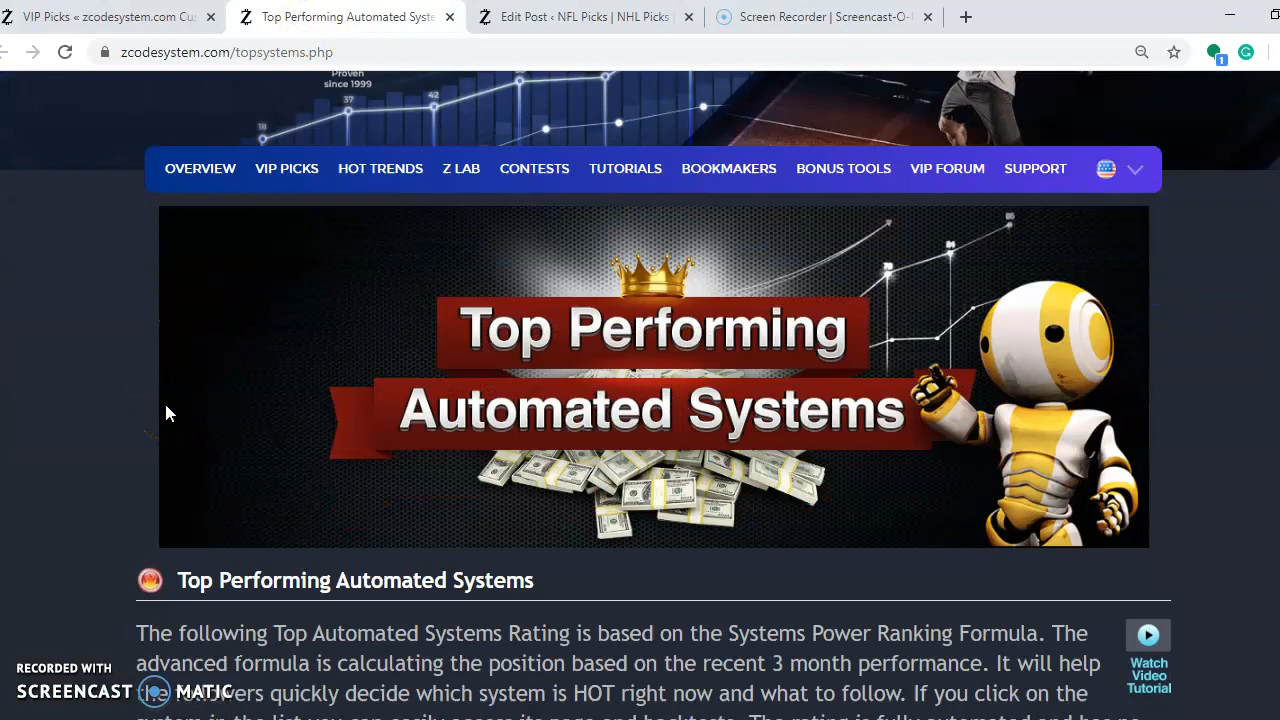 VIP Picks « zcodesystem.com Cu
Top Performing Automated Syste
Edit Post ‹ NFL Picks | NHL Picks
Screen Recorder | Screencast-O-
zcodesystem.com/topsystems.php
1
Proven
since 1999
18
37
42
OVERVIEW VIP PICKS HOT TRENDS Z LAB CONTESTS TUTORIALS BOOKMAKERS BONUS TOOLS VIP FORUM SUPPORT
Top Performing
Automated Systems
Top Performing Automated Systems
The following Top Automated Systems Rating is based on the Systems Power Ranking Formula. The
advanced formula is calculating the position based on the recent 3 month performance. It will help
quickly decide which system is HOT right now and what to follow. If you click on the
Watch
Video
Tutorial
RECORDED WITH
SCREENCAST MATIC